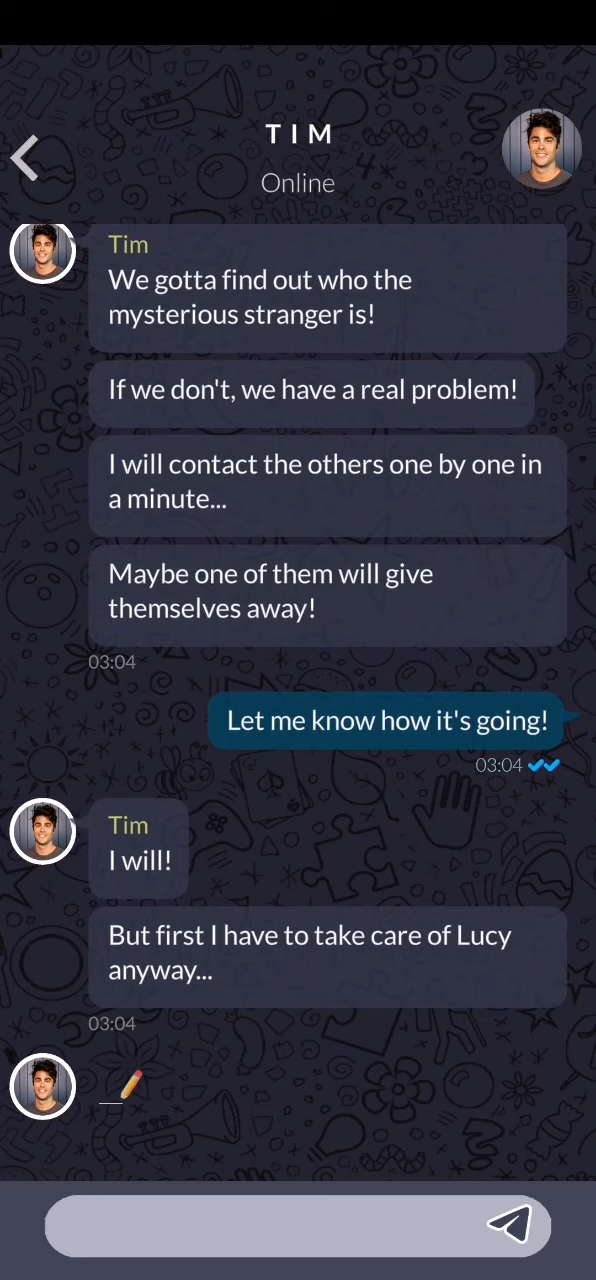 TIM
Online
Tim
We gotta find out who the
mysterious stranger is!
If we don't, we have a real problem!
I will contact the others one by one in
a minute...
Maybe one of them will give
themselves away!
03:04
Let me know how it's going!
03:04
Tim
I will!
But first I have to take care of Lucy
anyway...
03:04